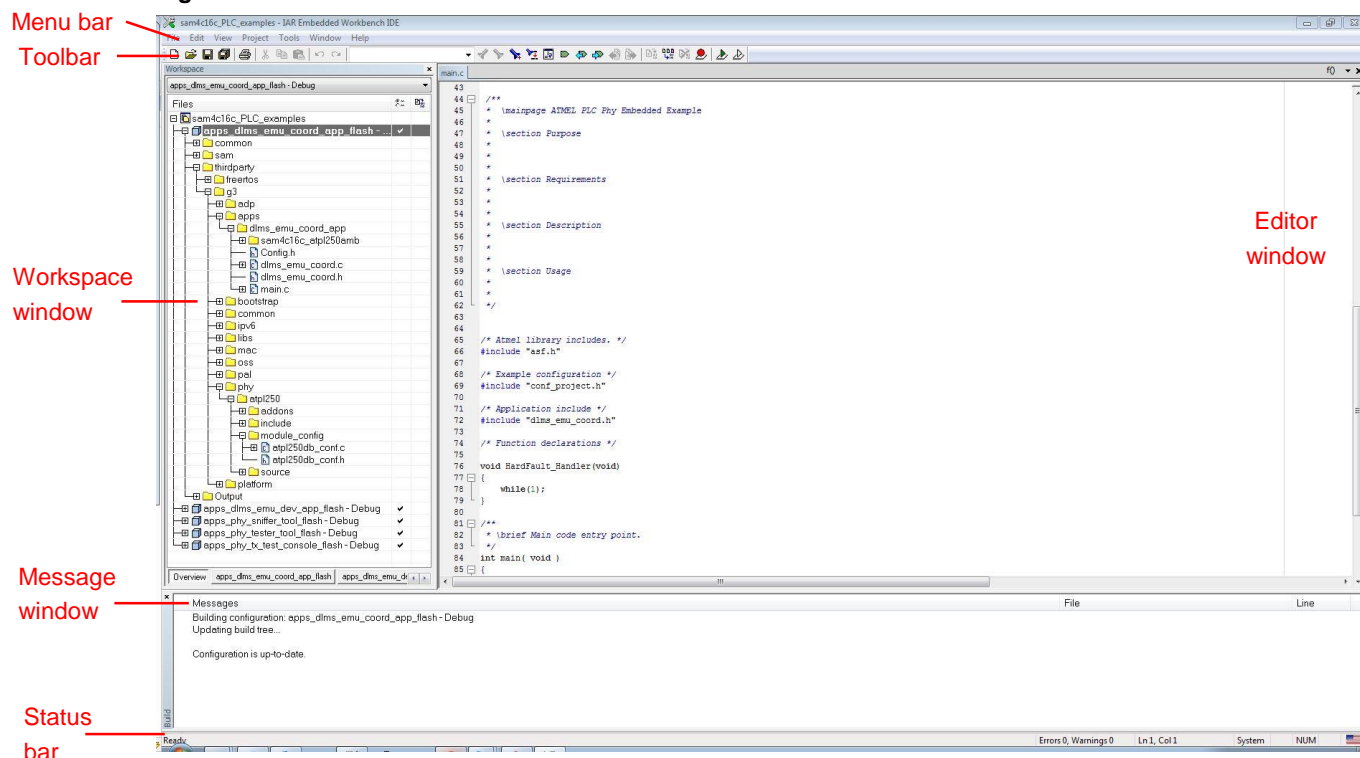 Menu bar
Toolbar
Workspace
window
Message
window
Status
bar
Editor
window
sam4c16c_PLC_examples - IAR Embedded Workbench IDE
File Edit View Project Tools Window Help
Workspace
apps_dlms_emu_coord_app_flash - Debug
Files
sam4c16c_PLC_examples
apps_dlms_emu_coord_app_flash - ...
common
sam
thirdparty
freertos
g3
adp
apps
dlms_emu_coord_app
sam4c16c_atpl250amb
Config.h
dlms_emu_coord.c
dlms_emu_coord.h
main.c
bootstrap
common
ipv6
libs
mac
oss
pal
phy
atpl250
addons
include
module_config
atpl250db_conf.c
atpl250db_conf.h
source
platform
Output
apps_dlms_emu_dev_app_flash - Debug
apps_phy_sniffer_tool_flash - Debug
apps_phy_tester_tool_flash - Debug
apps_phy_tx_test_console_flash - Debug
Overview apps_dlms_emu_coord_app_flash apps_dlms_emu_de
main.c
f()
43
44 /**
45 * \mainpage ATMEL PLC Phy Embedded Example
46 *
47 * \section Purpose
48 *
49 *
50 *
51 * \section Requirements
52 *
53 *
54 *
55 * \section Description
56 *
57 *
58 *
59 * \section Usage
60 *
61 *
62 */
63
64
65 /* Atmel library includes. */
66 #include "asf.h"
67
68 /* Example configuration */
69 #include "conf_project.h"
70
71 /* Application include */
72 #include "dlms_emu_coord.h"
73
74 /* Function declarations */
75
76 void HardFault_Handler(void)
77 {
78 while(1);
79 }
80
81 /**
82 * \brief Main code entry point.
83 */
84 int main( void )
85 {
Messages File Line
Building configuration: apps_dlms_emu_coord_app_flash - Debug
Updating build tree...
Configuration is up-to-date.
Build
Ready Errors 0, Warnings 0 Ln 1, Col 1 System NUM